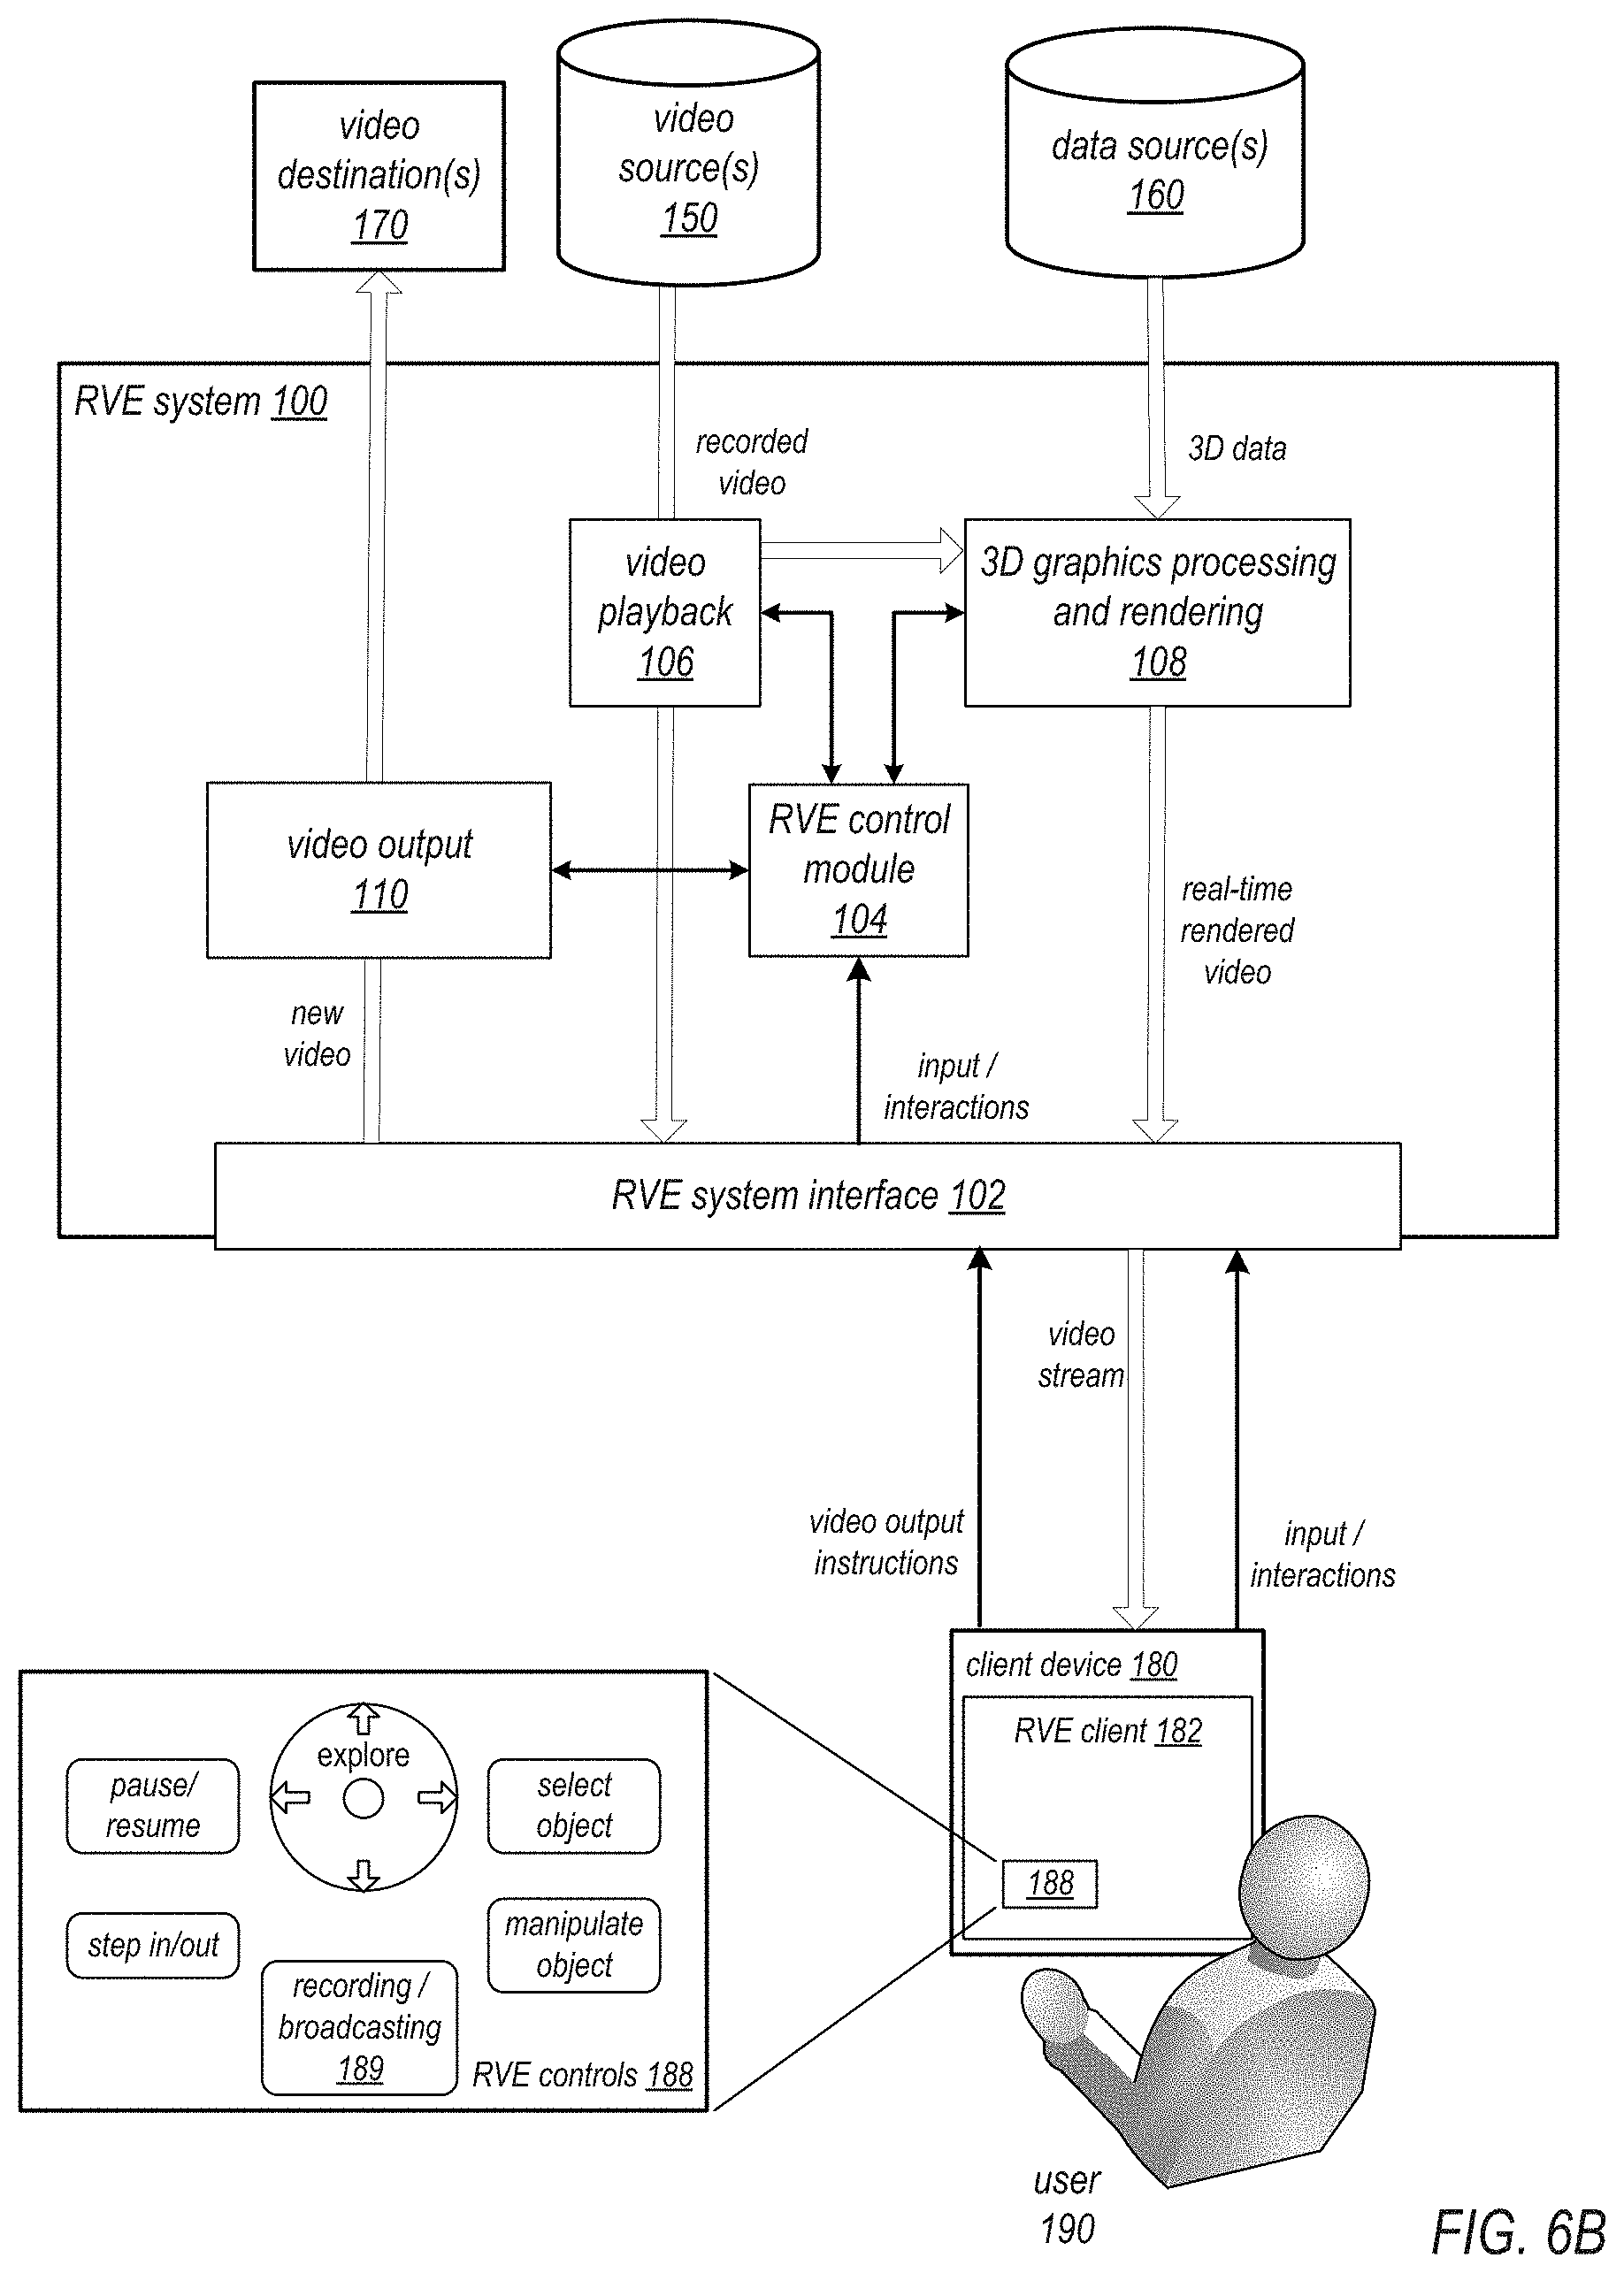 video
destination(s)
170
video
source(s)
150
data source(s)
160
RVE system 100
recorded
video
3D data
video
playback
106
3D graphics processing
and rendering
108
video output
110
RVE control
module
104
real-time
rendered
video
new
video
input /
interactions
RVE system interface 102
video
stream
video output
instructions
input /
interactions
client device 180
RVE client 182
188
pause/
resume
explore
select
object
step in/out
manipulate
object
recording /
broadcasting
189
RVE controls 188
user
190
FIG. 6B